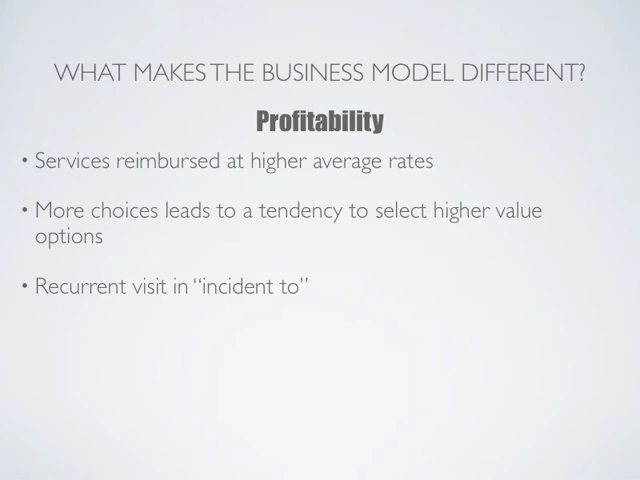 WHAT MAKES THE BUSINESS MODEL DIFFERENT?
Profitability
• Services reimbursed at higher average rates
• More choices leads to a tendency to select higher value
options
• Recurrent visit in “incident to”